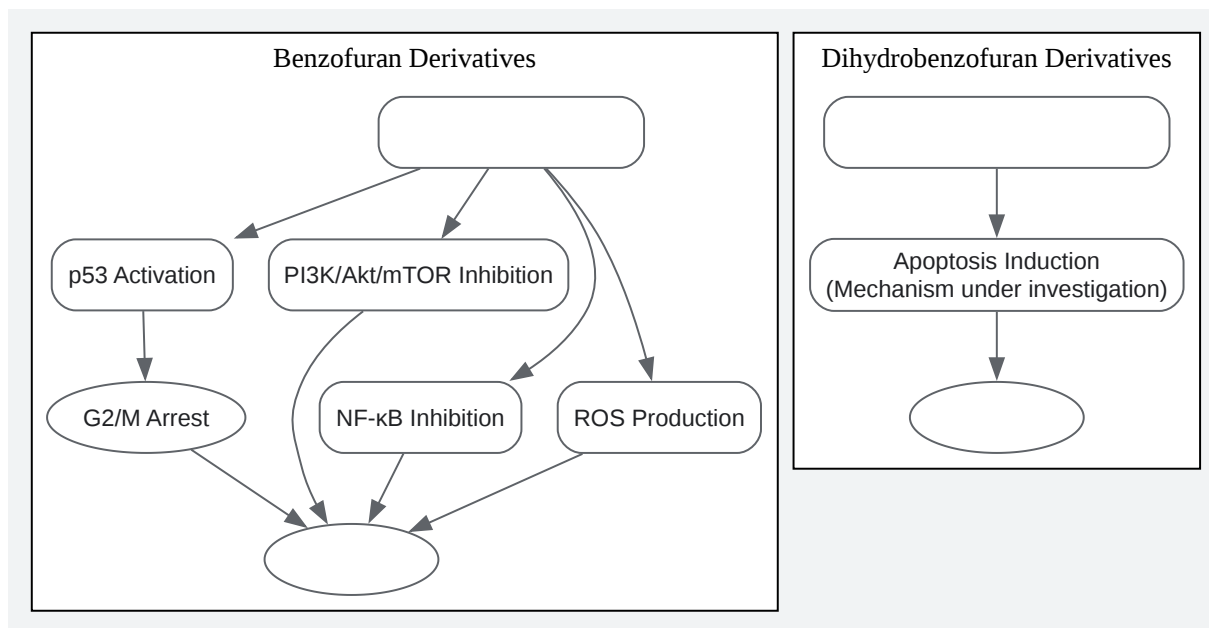 Benzofuran Derivatives
Dihydrobenzofuran Derivatives
p53 Activation
PI3K/Akt/mTOR Inhibition
Apoptosis Induction
(Mechanism under investigation)
G2/M Arrest
NF-κB Inhibition
ROS Production